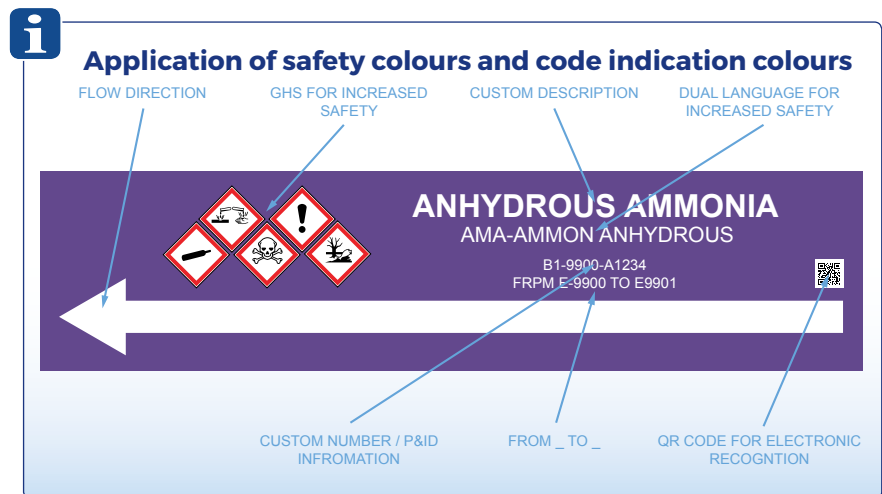 i
Application of safety colours and code indication colours
FLOW DIRECTION
GHS FOR INCREASED
SAFETY
CUSTOM DESCRIPTION
DUAL LANGUAGE FOR
INCREASED SAFETY
ANHYDROUS AMMONIA
AMA-AMMON ANHYDROUS
B1-9900-A1234
FRPM E-9900 TO E9901
CUSTOM NUMBER / P&ID
INFROMATION
FROM _ TO _
QR CODE FOR ELECTRONIC
RECOGNTION